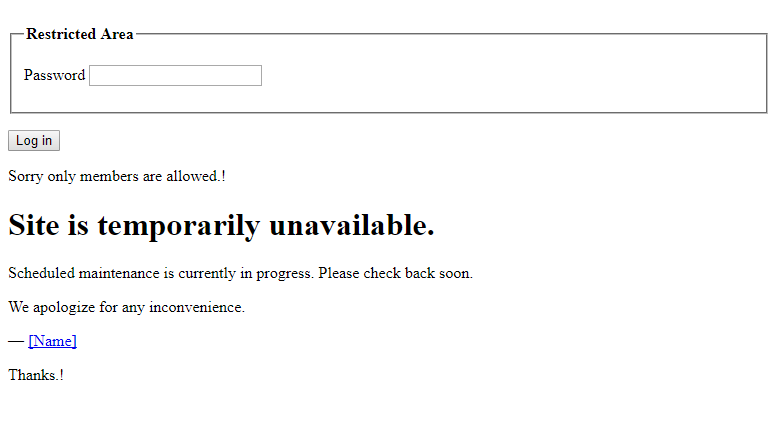 Restricted Area
Password
Log in
Sorry only members are allowed.!
Site is temporarily unavailable.
Scheduled maintenance is currently in progress. Please check back soon.
We apologize for any inconvenience.
— [Name]
Thanks.!